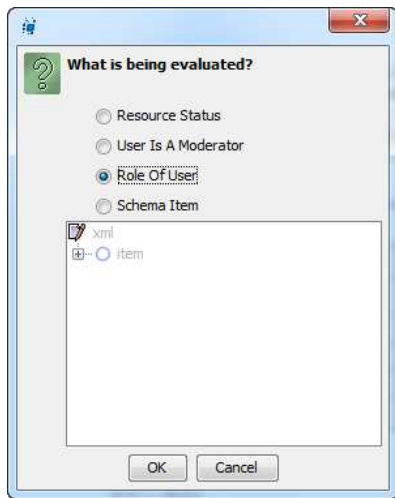 What is being evaluated?
Resource Status
User Is A Moderator
Role Of User
Schema Item
xml
item
OK
Cancel